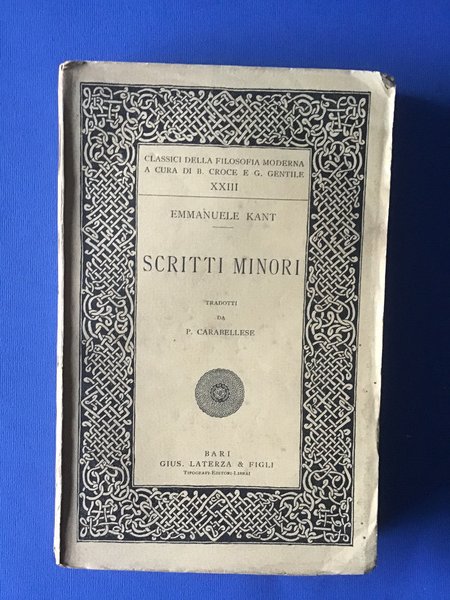 CLASSICI DELLA FILOSOFIA MODERNA
A CURA DI B. CROCE E G. GENTILE
XXIII
EMMANUELE KANT
SCRITTI MINORI
TRADOTTI
DA
P. CARABELLESE
BARI
GIUS. LATERZA & FIGLI
TIPOGRAFI-EDITORI-LIBRAI